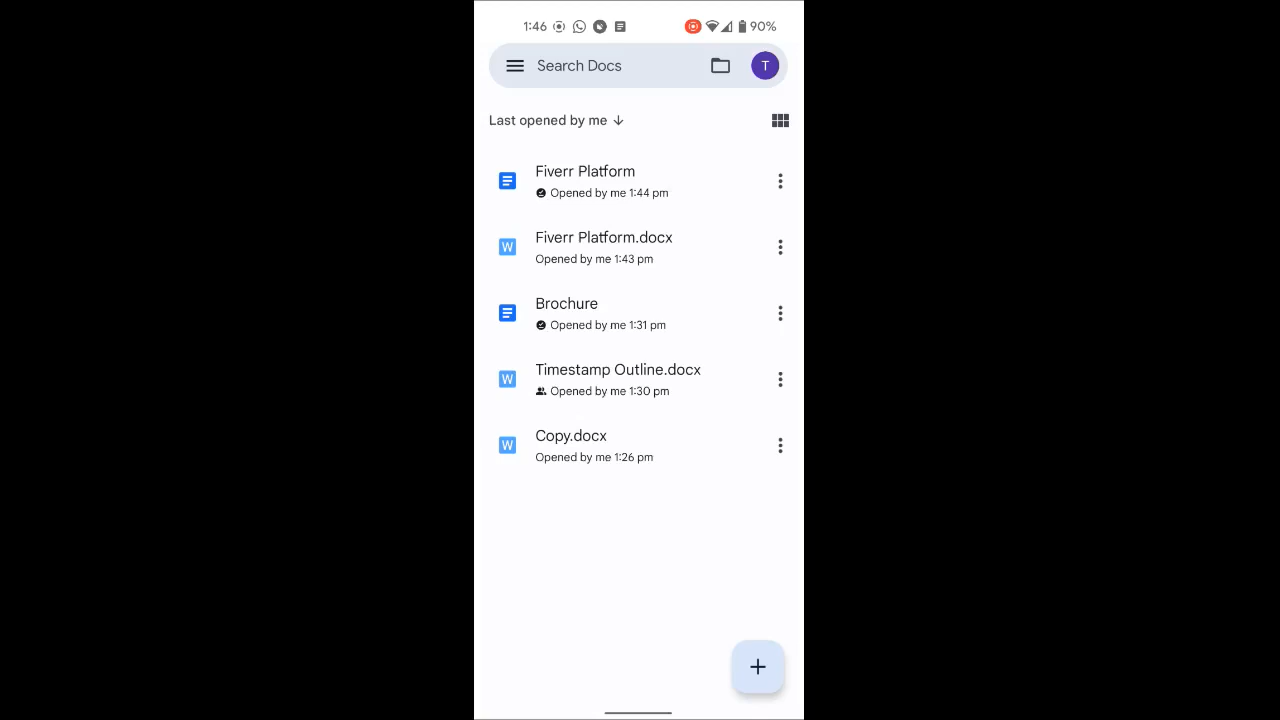 1:46 90%
Search Docs T
Last opened by me
Fiverr Platform
Opened by me 1:44 pm
W Fiverr Platform.docx
Opened by me 1:43 pm
Brochure
Opened by me 1:31 pm
W Timestamp Outline.docx
Opened by me 1:30 pm
W Copy.docx
Opened by me 1:26 pm